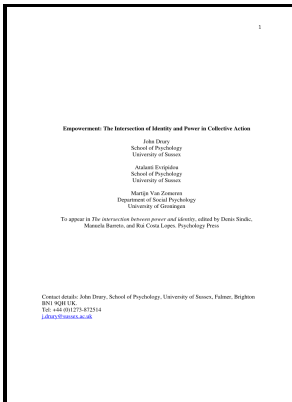 1
Empowerment: The Intersection of Identity and Power in Collective Action
John Drury
School of Psychology
University of Sussex
Atalanti Evripidou
School of Psychology
University of Sussex
Martijn Van Zomeren
Department of Social Psychology
University of Groningen
To appear in The intersection between power and identity, edited by Denis Sindic,
Manuela Barreto, and Rui Costa Lopes. Psychology Press
Contact details: John Drury, School of Psychology, University of Sussex, Falmer, Brighton
BN1 9QH UK.
Tel: +44 (0)1273-872514
j.drury@sussex.ac.uk